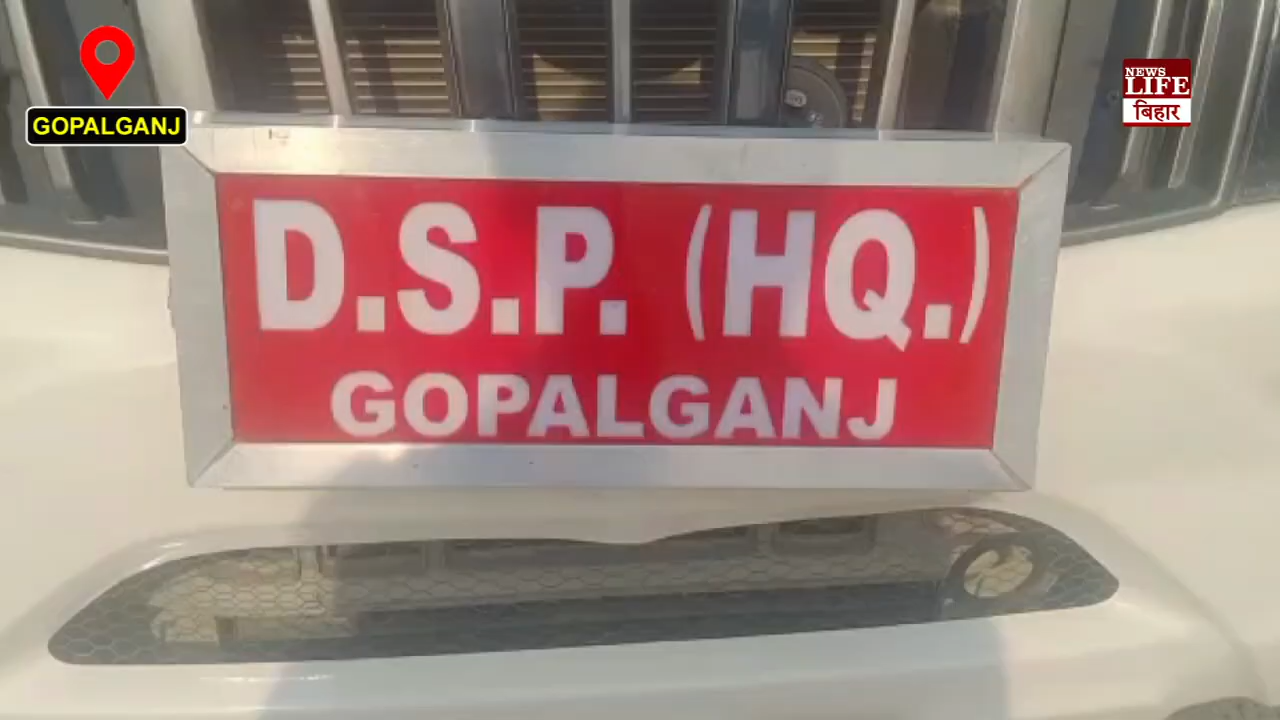 GOPALGANJ
NEWS
LIFE
बिहार
D.S.P. (HQ.)
GOPALGANJ